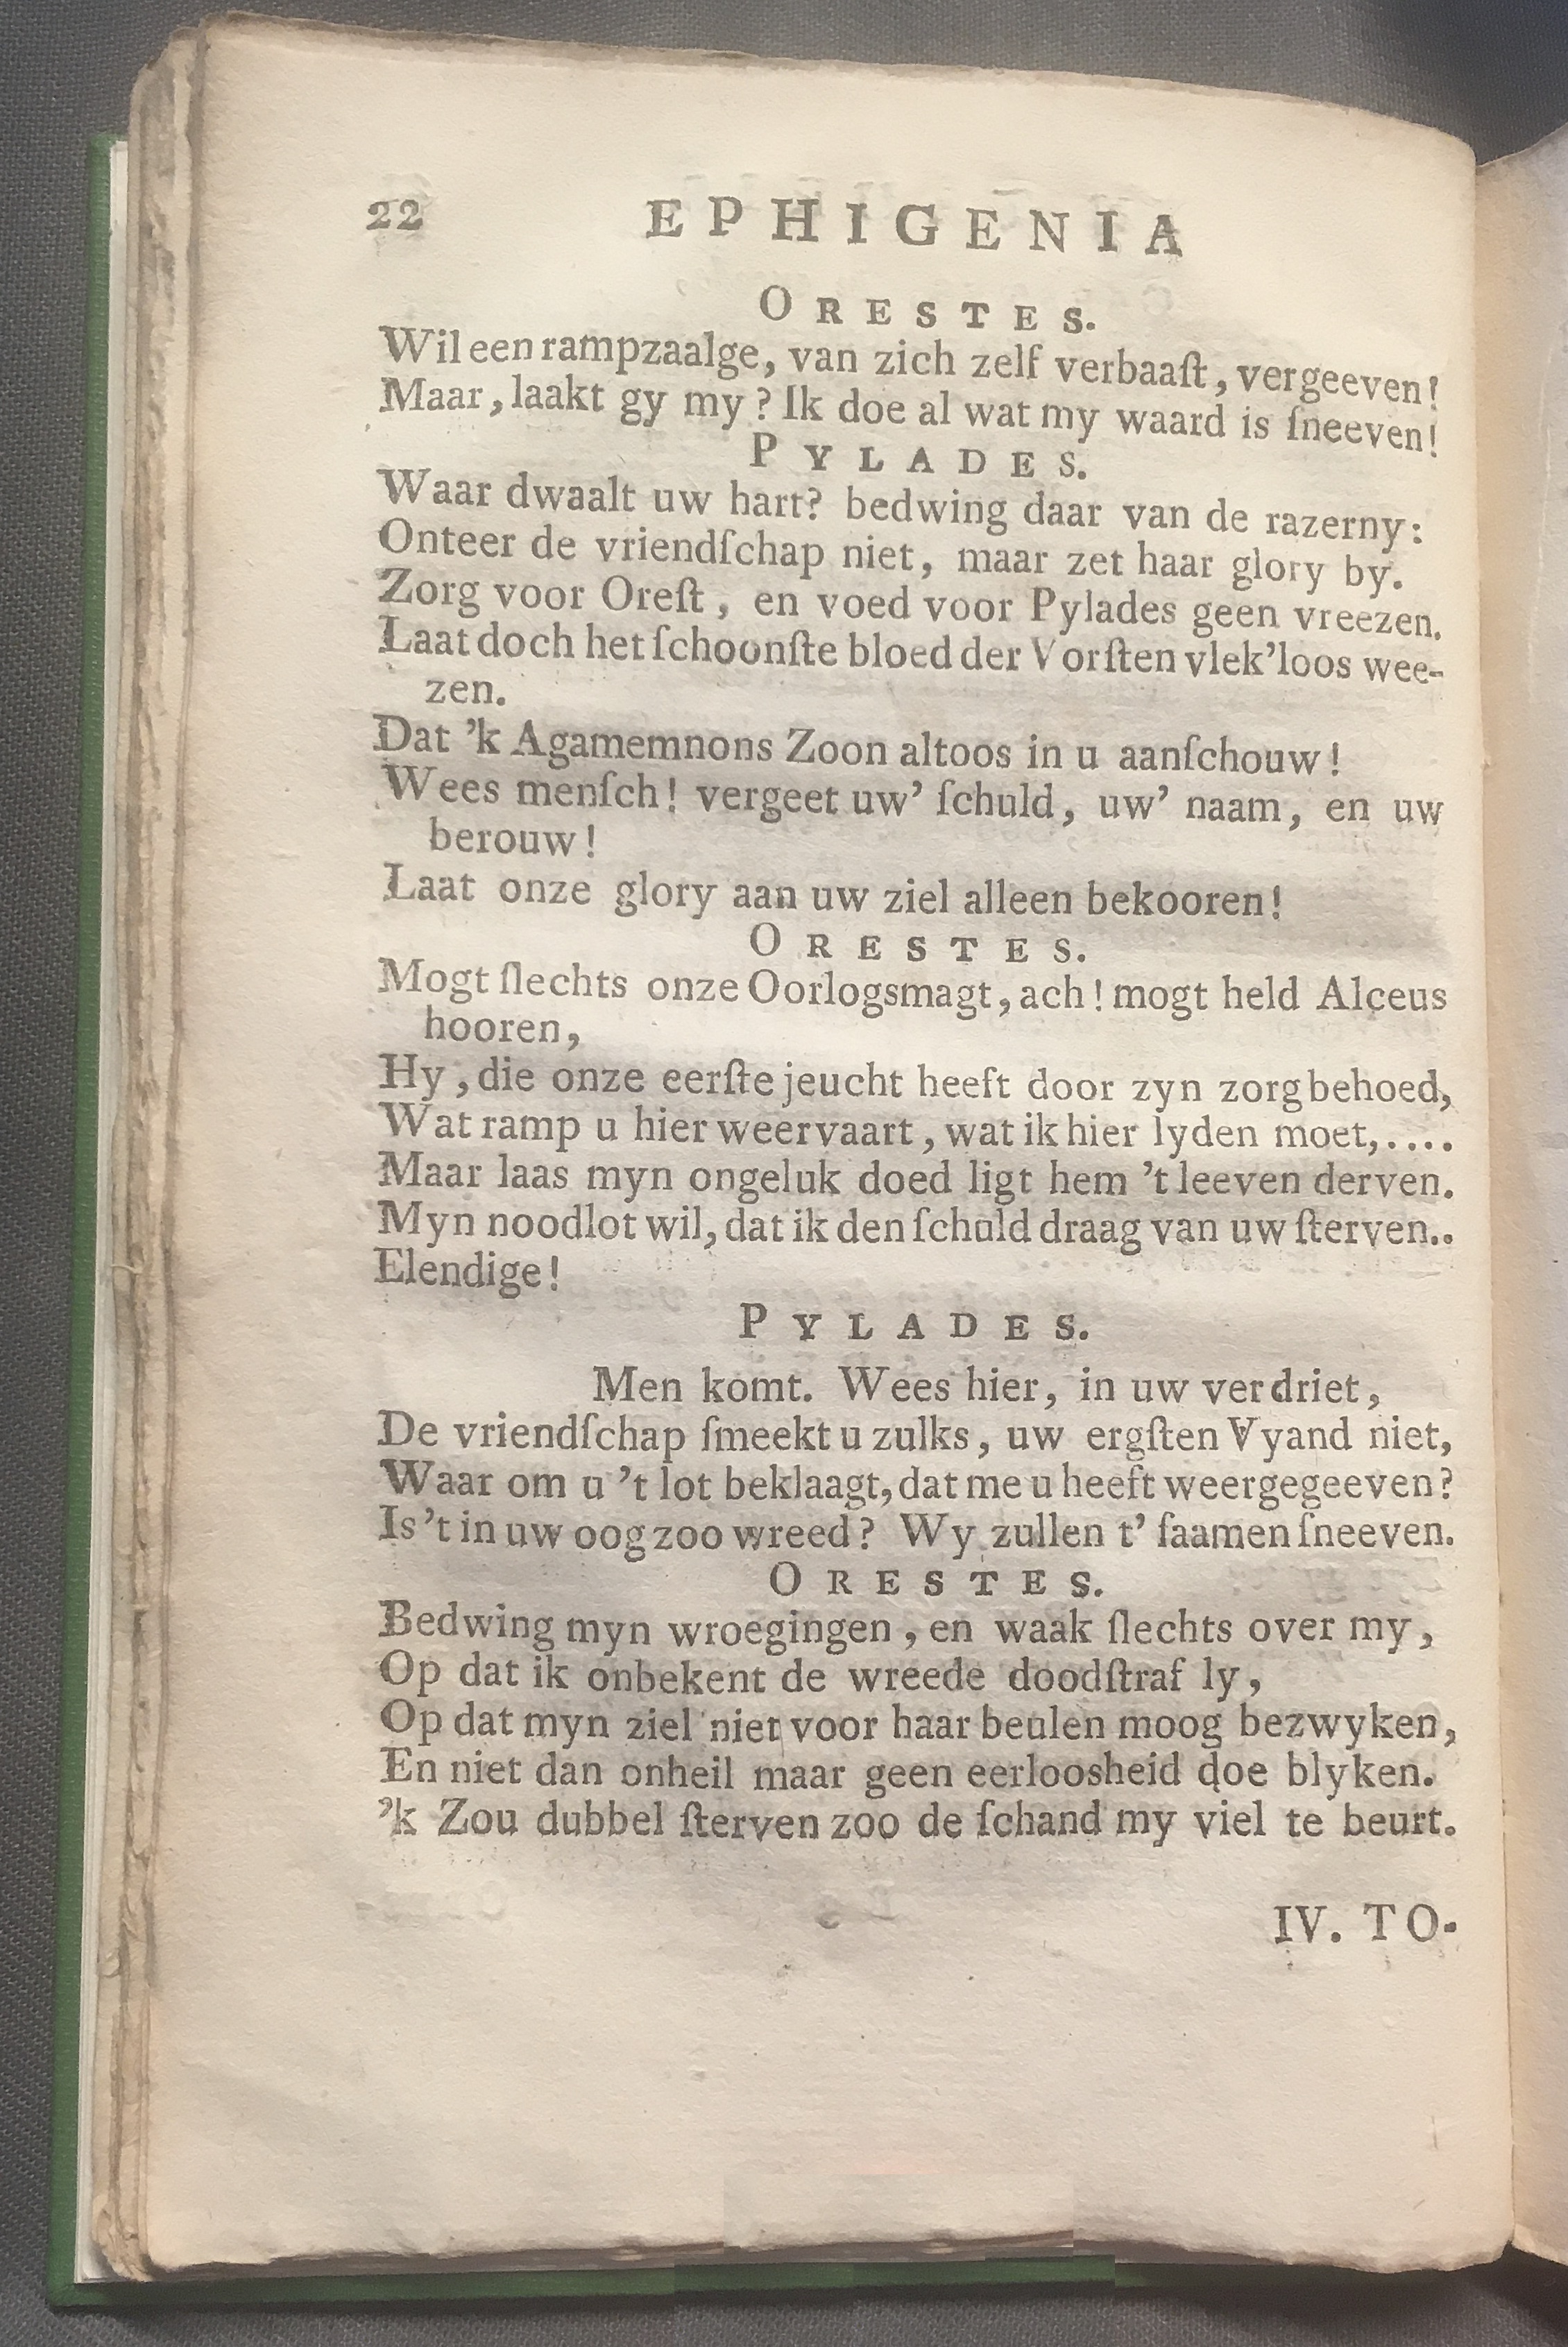 22 EPHIGENIA
ORESTES.
Wil een rampzaalge, van zich zelf verbaaſt, vergeeven!
Maar, laakt gy my? Ik doe al wat my waard is ſneeven!
PYLADES.
Waar dwaalt uw hart? bedwing daar van de razerny:
Onteer de vriendſchap niet, maar zet haar glory by.
Zorg voor Oreſt, en voed voor Pylades geen vreezen.
Laat doch het ſchoonſte bloed der Vorſten vlek'loos wee-
zen.
Dat 'k Agamemnons Zoon altoos in u aanſchouw!
Wees menſch! vergeet uw' ſchuld, uw' naam, en uw
berouw!
Laat onze glory aan uw ziel alleen bekooren!
ORESTES.
Mogt ſlechts onze Oorlogsmagt, ach! mogt held Alceus
hooren,
Hy, die onze eerſte jeucht heeft door zyn zorg behoed,
Wat ramp u hier weervaart, wat ik hier lyden moet,....
Maar laas myn ongeluk doed ligt hem 't leeven derven.
Myn noodlot wil, dat ik den ſchuld draag van uw ſterven..
Elendige!
PYLADES.
Men komt. Wees hier, in uw verdriet,
De vriendſchap ſmeekt u zulks, uw ergſten Vyand niet,
Waar om u 't lot beklaagt, dat me u heeft weergegeeven?
Is 't in uw oog zoo wreed? Wy zullen t' ſaamen ſneeven.
ORESTES.
Bedwing myn wroegingen, en waak ſlechts over my,
Op dat ik onbekent de wreede doodſtraf ly,
Op dat myn ziel niet voor haar beulen moog bezwyken,
En niet dan onheil maar geen eerloosheid doe blyken.
'k Zou dubbel ſterven zoo de ſchand my viel te beurt.
IV. TO-